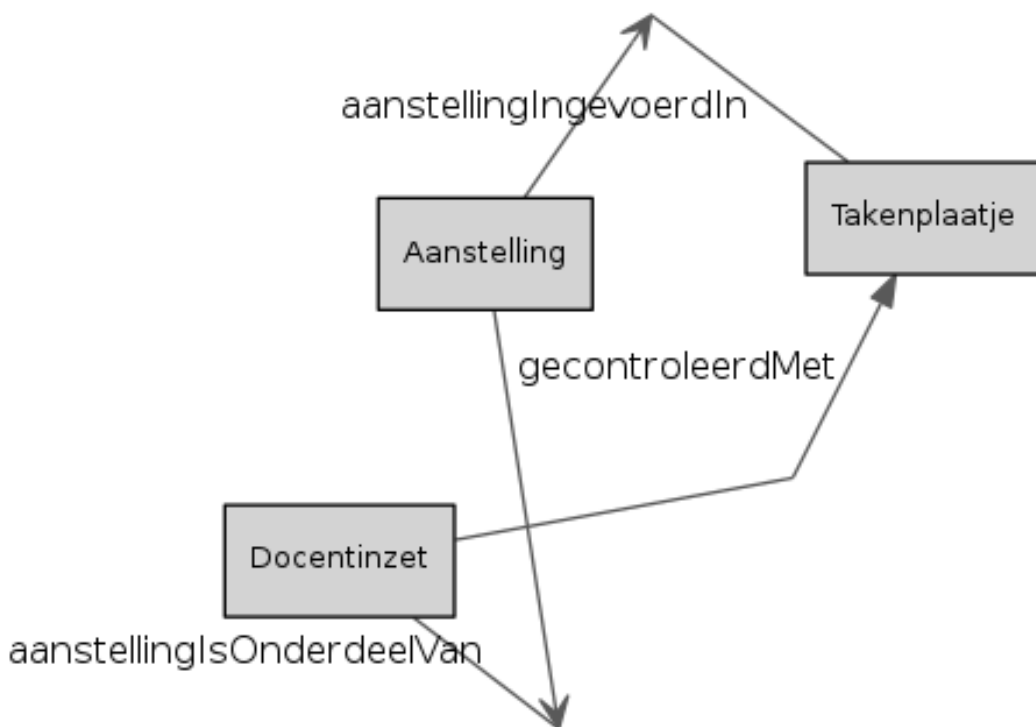 aanstellingIngevoerdIn
Takenplaatje
Aanstelling
gecontroleerdMet
Docentinzet
aanstellingIsOnderdeelVan